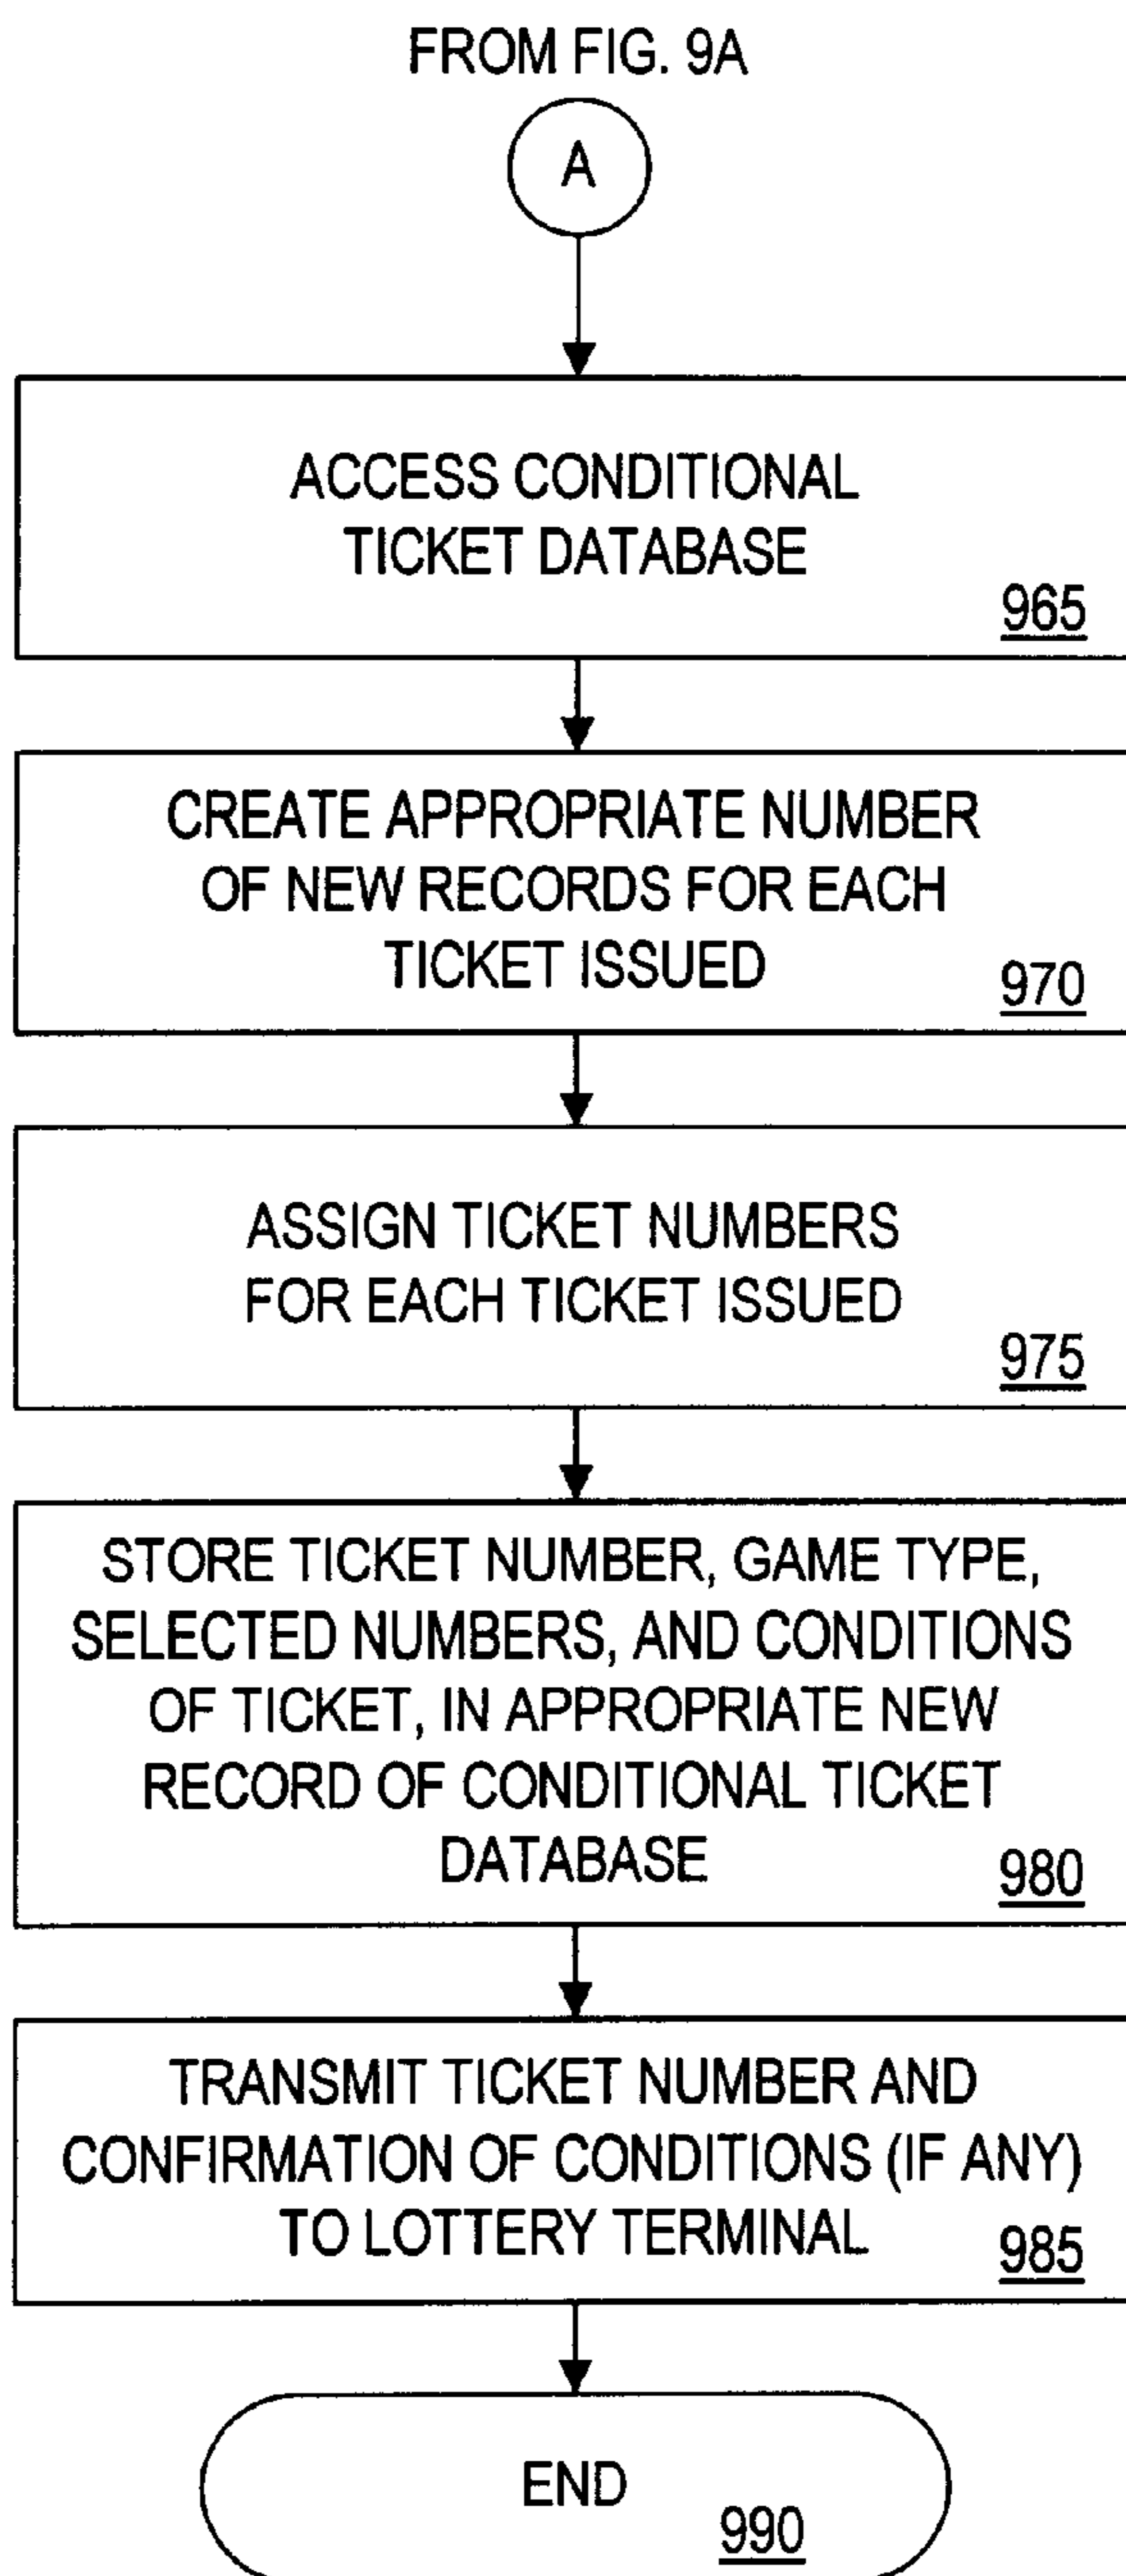 FROM FIG. 9A
A
ACCESS CONDITIONAL
TICKET DATABASE
965
CREATE APPROPRIATE NUMBER
OF NEW RECORDS FOR EACH
TICKET ISSUED
970
ASSIGN TICKET NUMBERS
FOR EACH TICKET ISSUED
975
STORE TICKET NUMBER, GAME TYPE,
SELECTED NUMBERS, AND CONDITIONS
OF TICKET, IN APPROPRIATE NEW
RECORD OF CONDITIONAL TICKET
DATABASE
980
TRANSMIT TICKET NUMBER AND
CONFIRMATION OF CONDITIONS (IF ANY)
TO LOTTERY TERMINAL
985
END
990